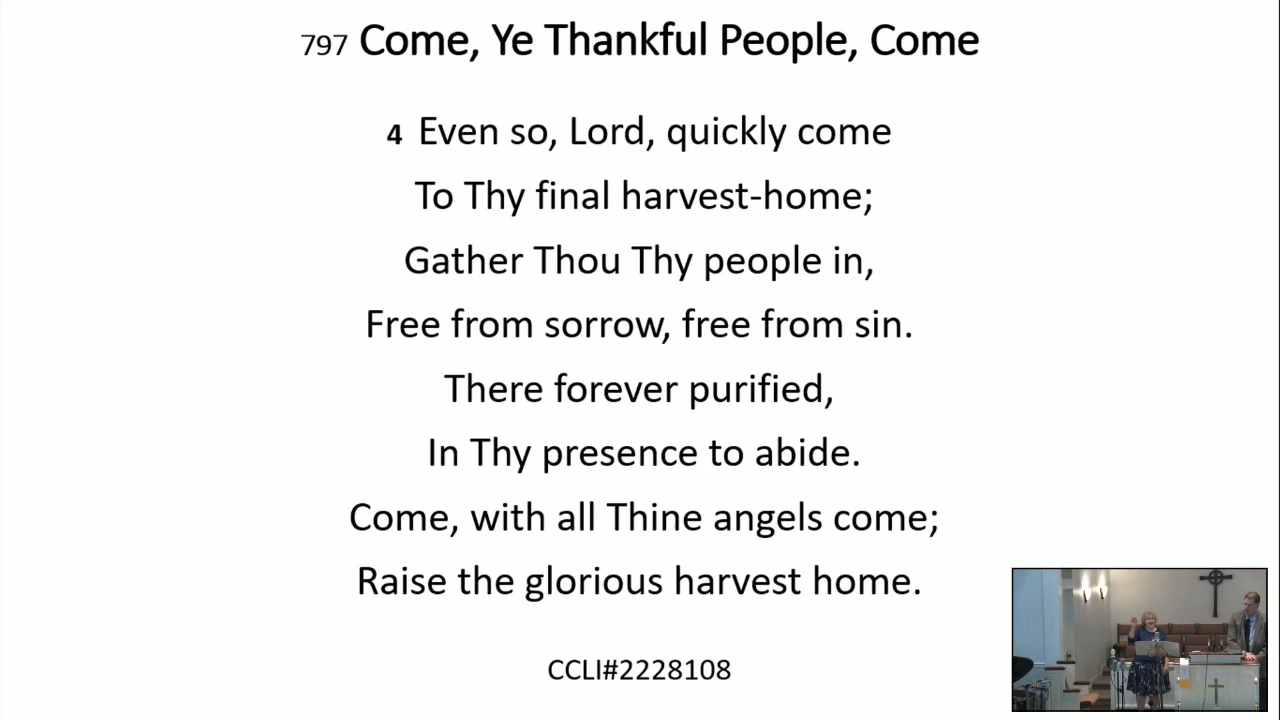 797 Come, Ye Thankful People, Come
4 Even so, Lord, quickly come
To Thy final harvest-home;
Gather Thou Thy people in,
Free from sorrow, free from sin.
There forever purified,
In Thy presence to abide.
Come, with all Thine angels come;
Raise the glorious harvest home.
CCLI#2228108